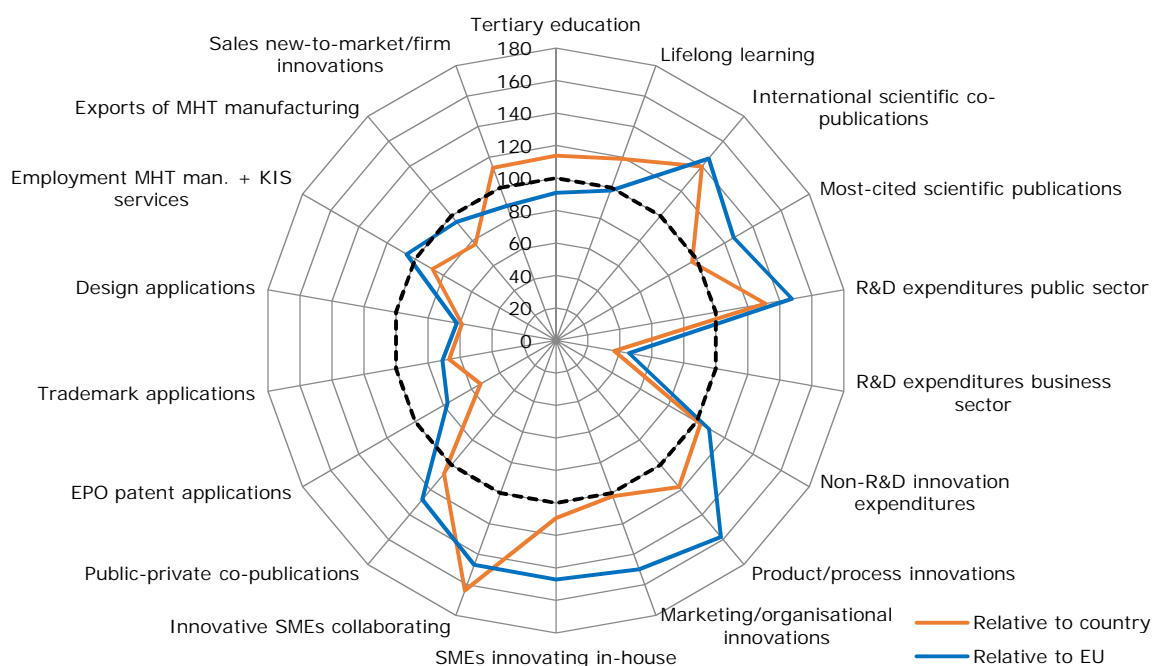 Tertiary education
Lifelong learning
International scientific co-
publications
Most-cited scientific publications
R&D expenditures public sector
R&D expenditures business
sector
Non-R&D innovation
expenditures
Product/process innovations
Marketing/organisational
innovations
SMEs innovating in-house
Innovative SMEs collaborating
Public-private co-publications
EPO patent applications
Trademark applications
Design applications
Employment MHT man. + KIS
services
Exports of MHT manufacturing
Sales new-to-market/firm
innovations
180
160
140
120
100
80
60
40
20
0
Relative to country
Relative to EU